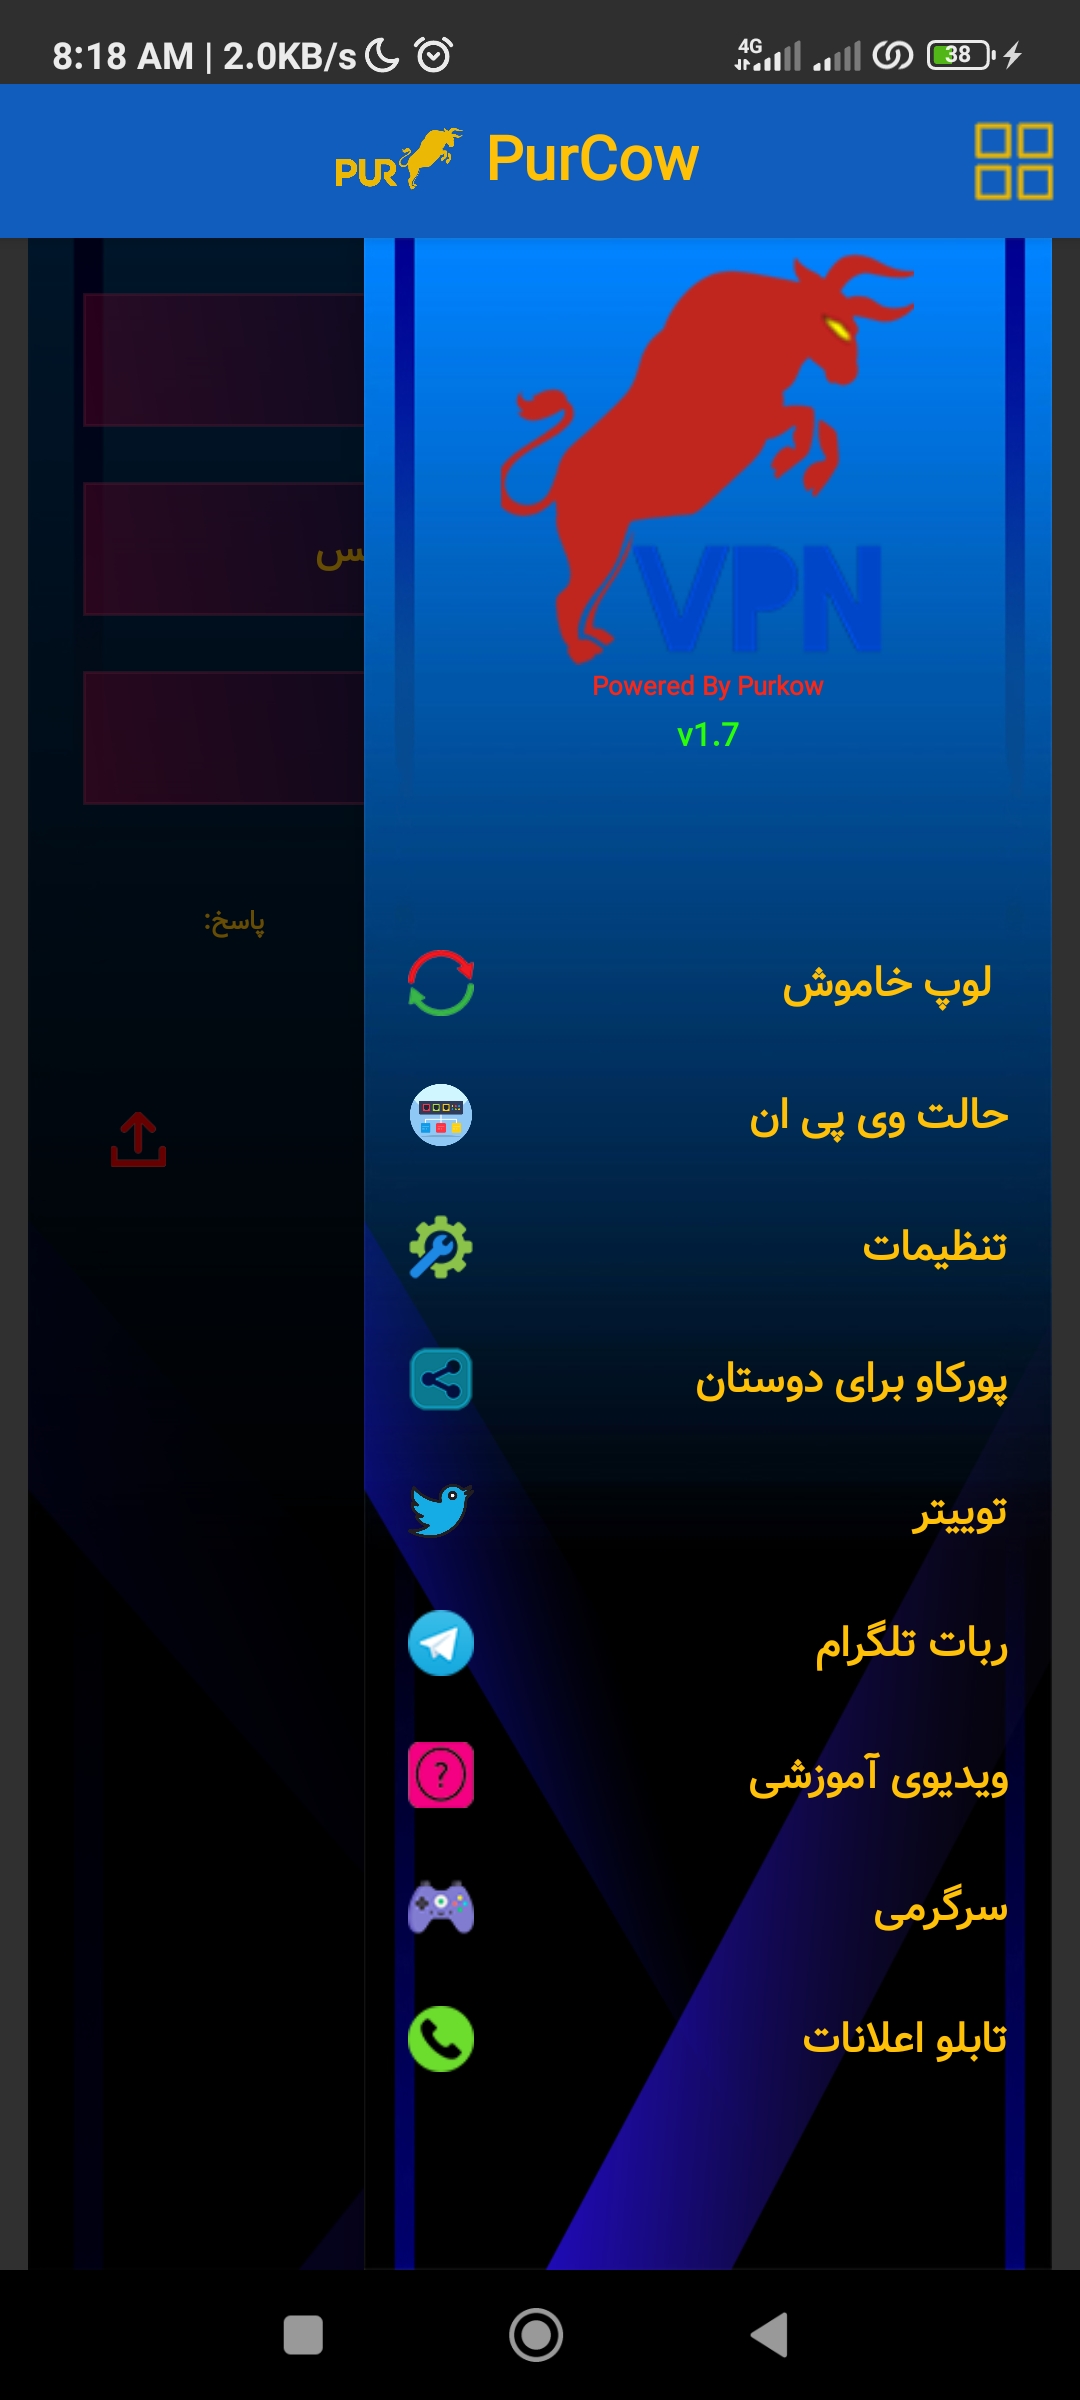 8:18 AM | 2.0KB/s
4G
38
PUR PurCow
VPN
Powered By Purkow
v1.7
پاسخ:
لوپ خاموش
حالت وی پی ان
تنظیمات
پورکاو برای دوستان
توییتر
ربات تلگرام
ویدیوی آموزشی
سرگرمی
تابلو اعلانات